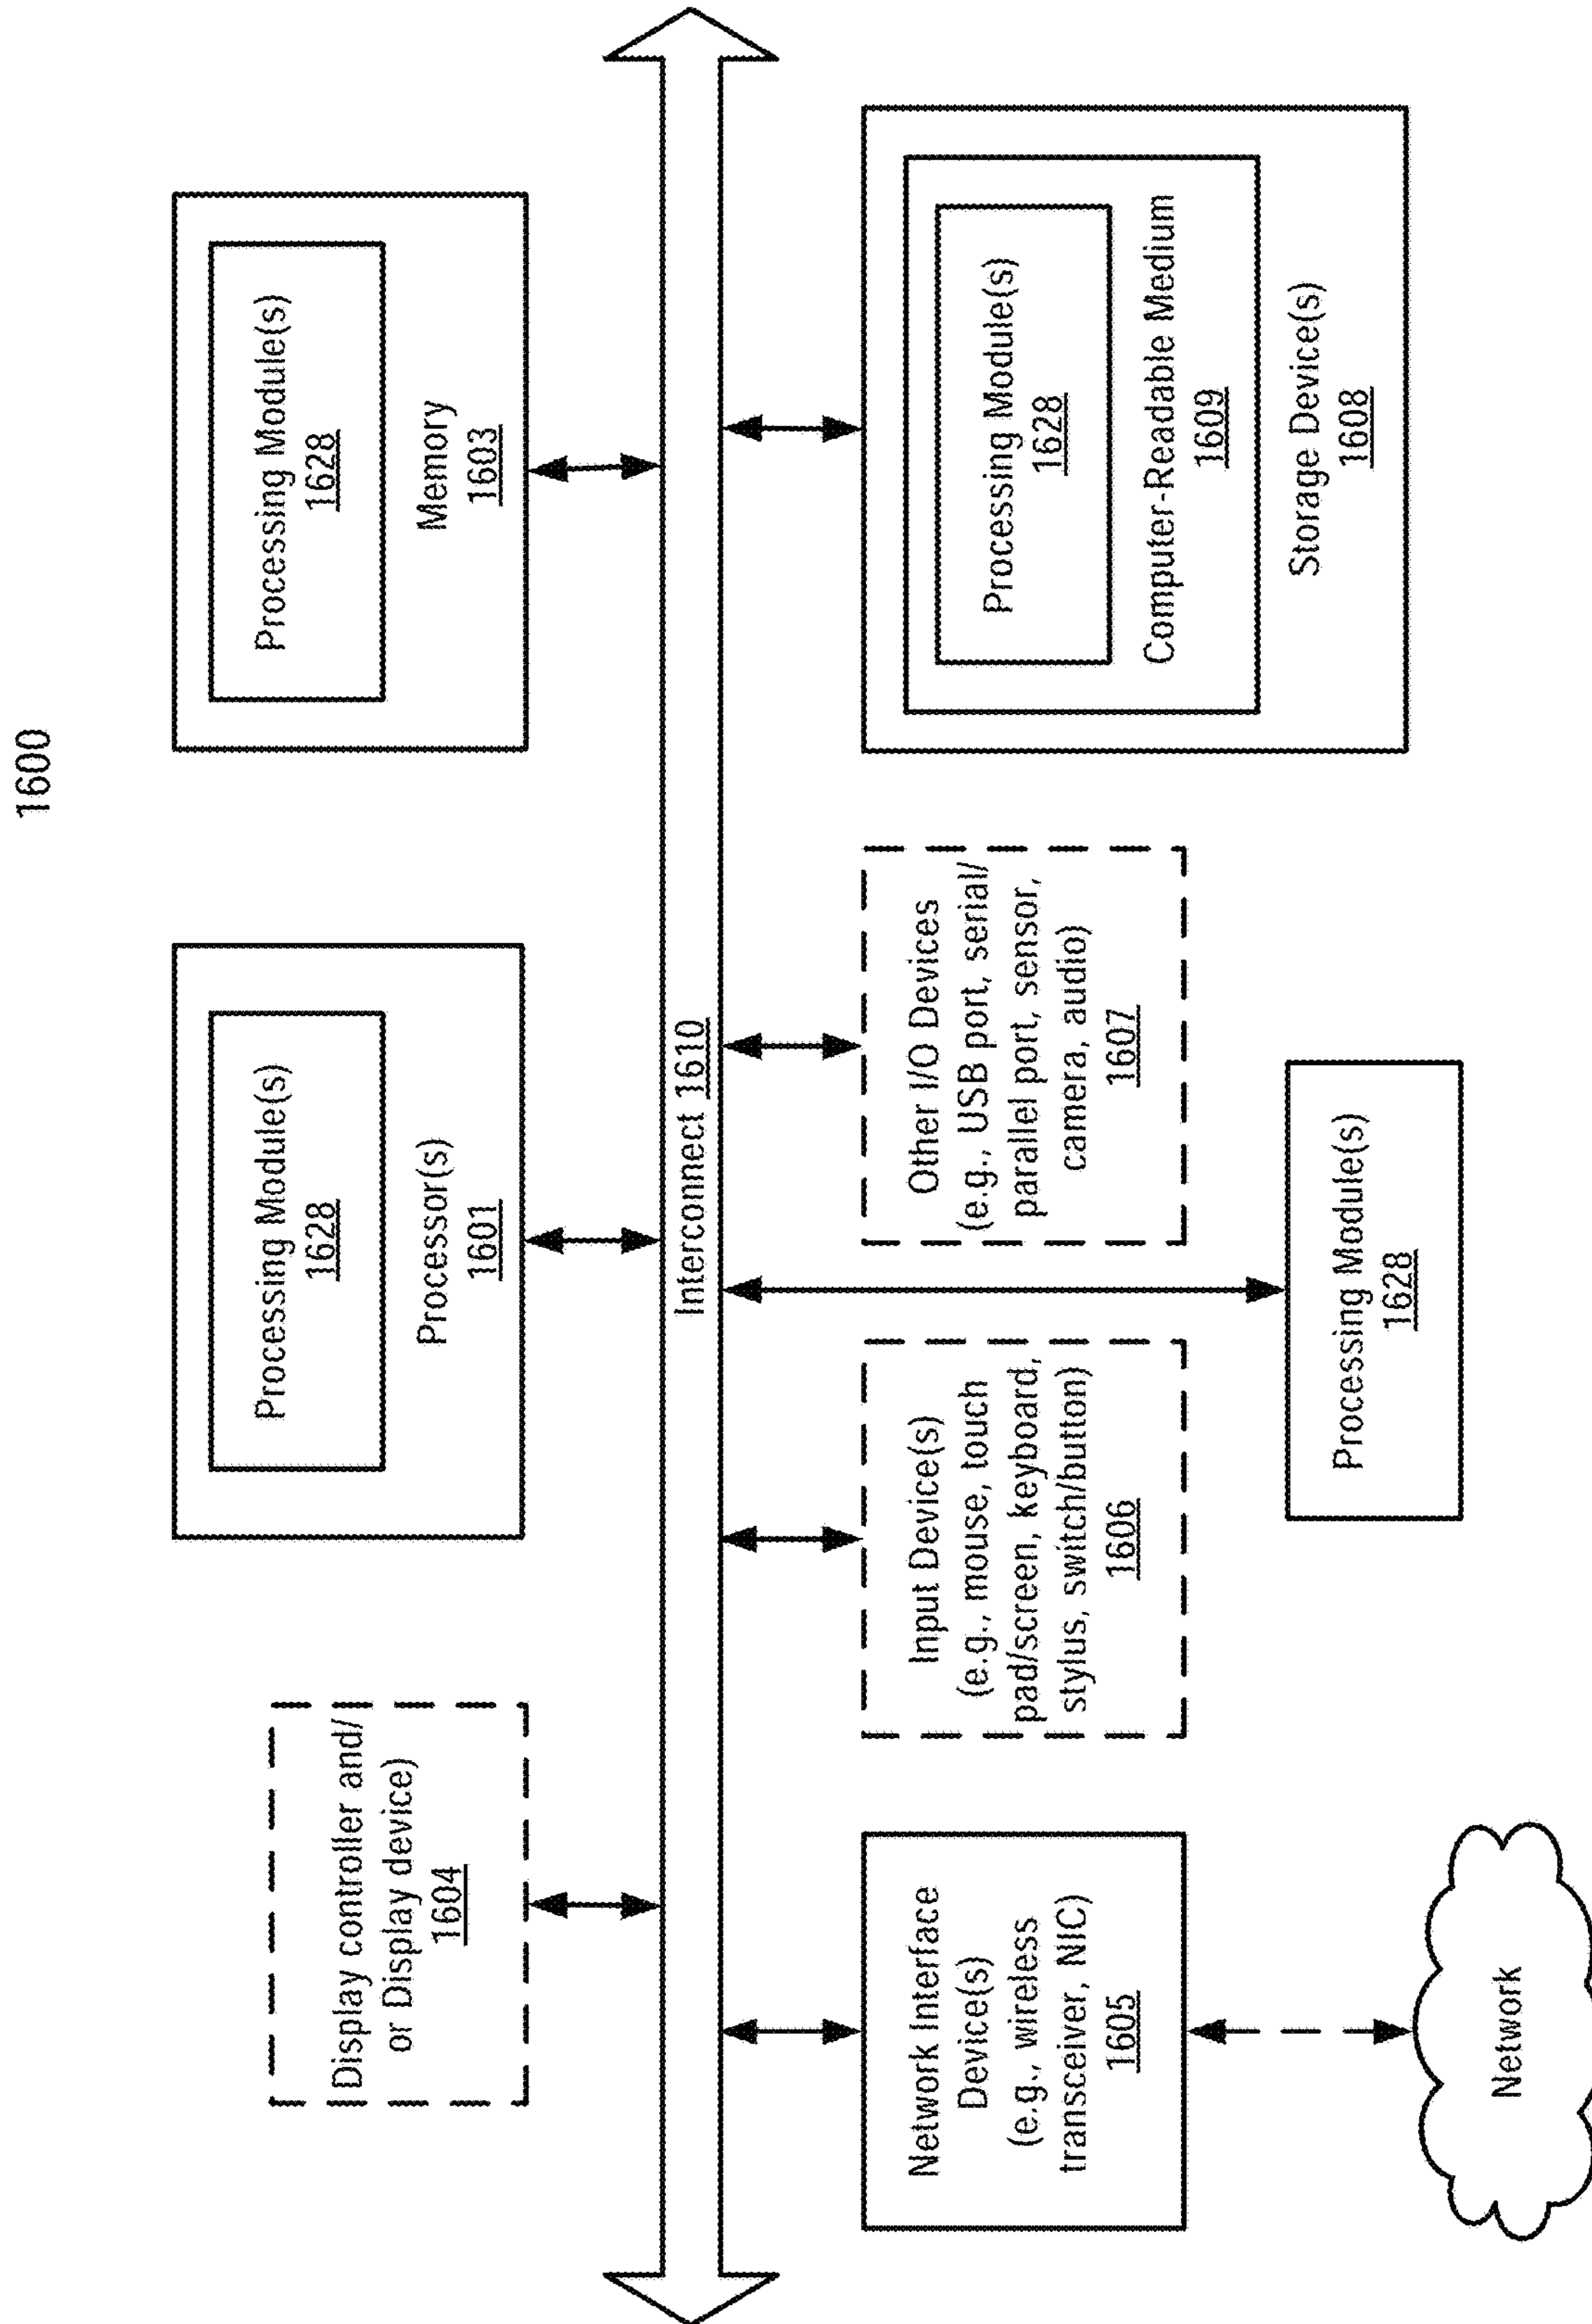 1600
Display controller and/
or Display device)
1604
Processing Module(s)
1628
Processor(s)
1601
Processing Module(s)
1628
Memory
1603
Interconnect 1610
Network Interface
Device(s)
(e.g., wireless
transceiver, NIC)
1605
Input Device(s)
(e.g., mouse, touch
pad/screen, keyboard,
stylus, switch/button)
1606
Other I/O Devices
(e.g., USB port, serial/
parallel port, sensor,
camera, audio)
1607
Processing Module(s)
1628
Computer-Readable Medium
1609
Storage Device(s)
1608
Processing Module(s)
1628
Network